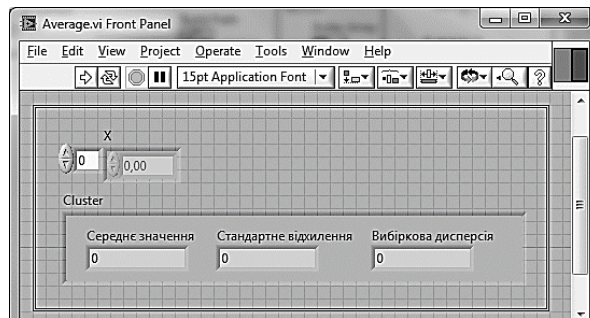 Average.vi Front Panel
File Edit View Project Operate Tools Window Help
15pt Application Font
X
0 0,00
Cluster
Середнє значення Стандартне відхилення Вибіркова дисперсія
0 0 0